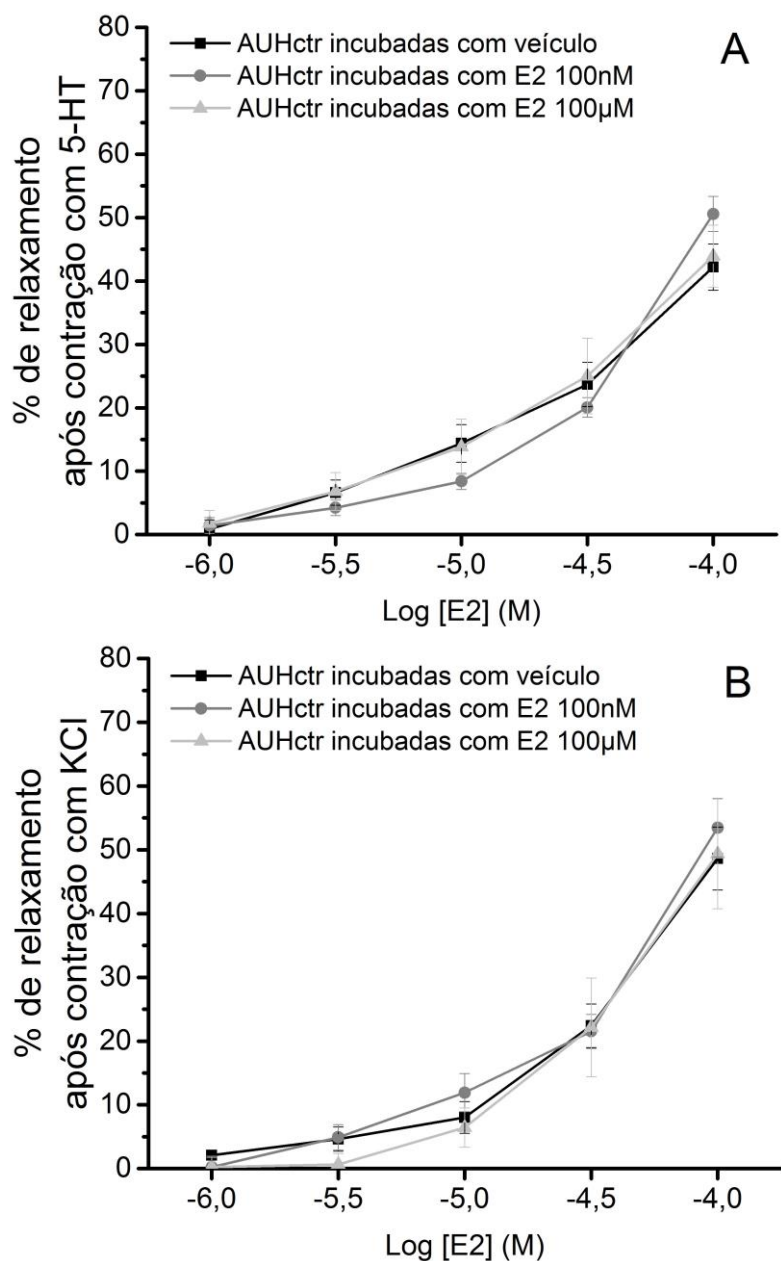 A
AUHctr incubadas com veículo
AUHctr incubadas com E2 100nM
AUHctr incubadas com E2 100µM
% de relaxamento
após contração com 5-HT
80
70
60
50
40
30
20
10
0
-6,0 -5,5 -5,0 -4,5 -4,0
Log [E2] (M)
B
AUHctr incubadas com veículo
AUHctr incubadas com E2 100nM
AUHctr incubadas com E2 100µM
% de relaxamento
após contração com KCl
80
70
60
50
40
30
20
10
0
-6,0 -5,5 -5,0 -4,5 -4,0
Log [E2] (M)